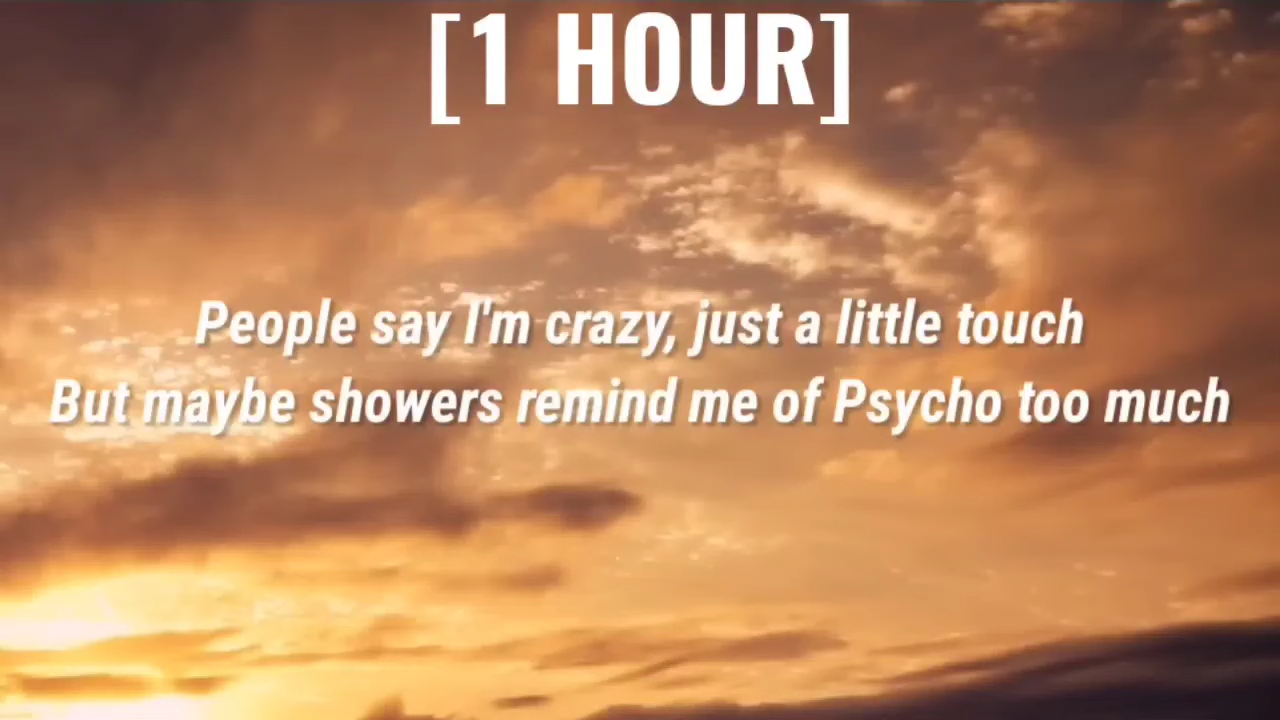 [1 HOUR]
People say I'm crazy, just a little touch
But maybe showers remind me of Psycho too much